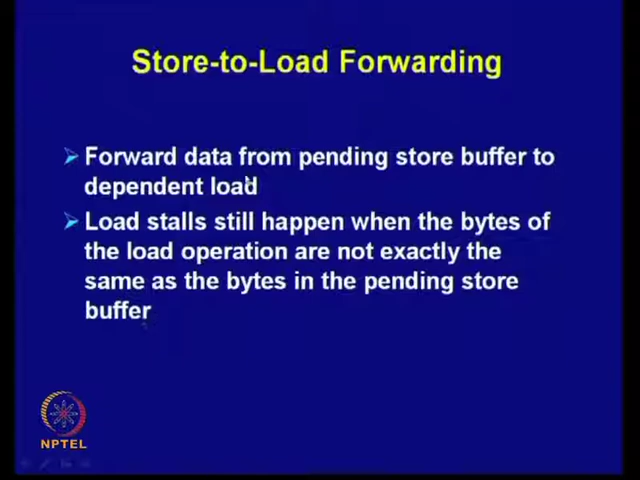 Store-to-Load Forwarding
Forward data from pending store buffer to
dependent load
Load stalls still happen when the bytes of
the load operation are not exactly the
same as the bytes in the pending store
buffer
NPTEL